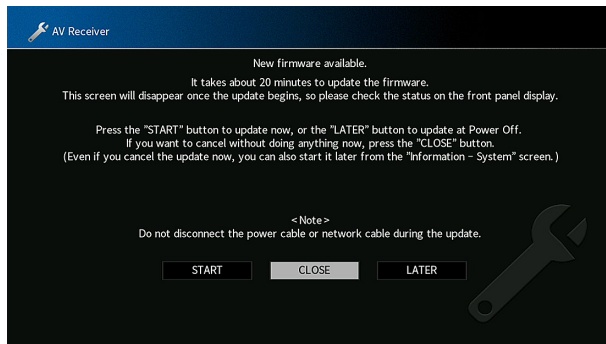 AV Receiver
New firmware available.
It takes about 20 minutes to update the firmware.
This screen will disappear once the update begins, so please check the status on the front panel display.
Press the ”START” button to update now, or the ”LATER” button to update at Power Off.
If you want to cancel without doing anything now, press the ”CLOSE” button.
(Even if you cancel the update now, you can also start it later from the ”Information – System” screen.)
<Note>
Do not disconnect the power cable or network cable during the update.
START
CLOSE
LATER